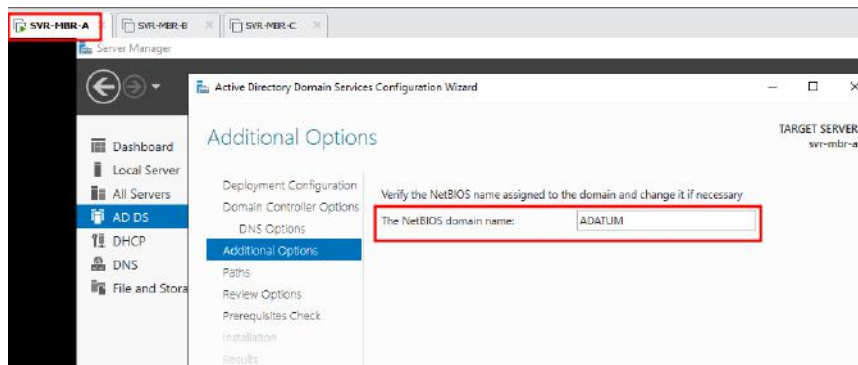 SVR-MBR-A
SVR-MBR-B
SVR-MBR-C
Server Manager
Active Directory Domain Services Configuration Wizard
Additional Options
TARGET SERVER
svr-mbr-a
Dashboard
Local Server
All Servers
AD DS
DHCP
DNS
File and Stora
Deployment Configuration
Domain Controller Options
DNS Options
Additional Options
Paths
Review Options
Prerequisites Check
Installation
Results
Verify the NetBIOS name assigned to the domain and change it if necessary
The NetBIOS domain name: ADATUM